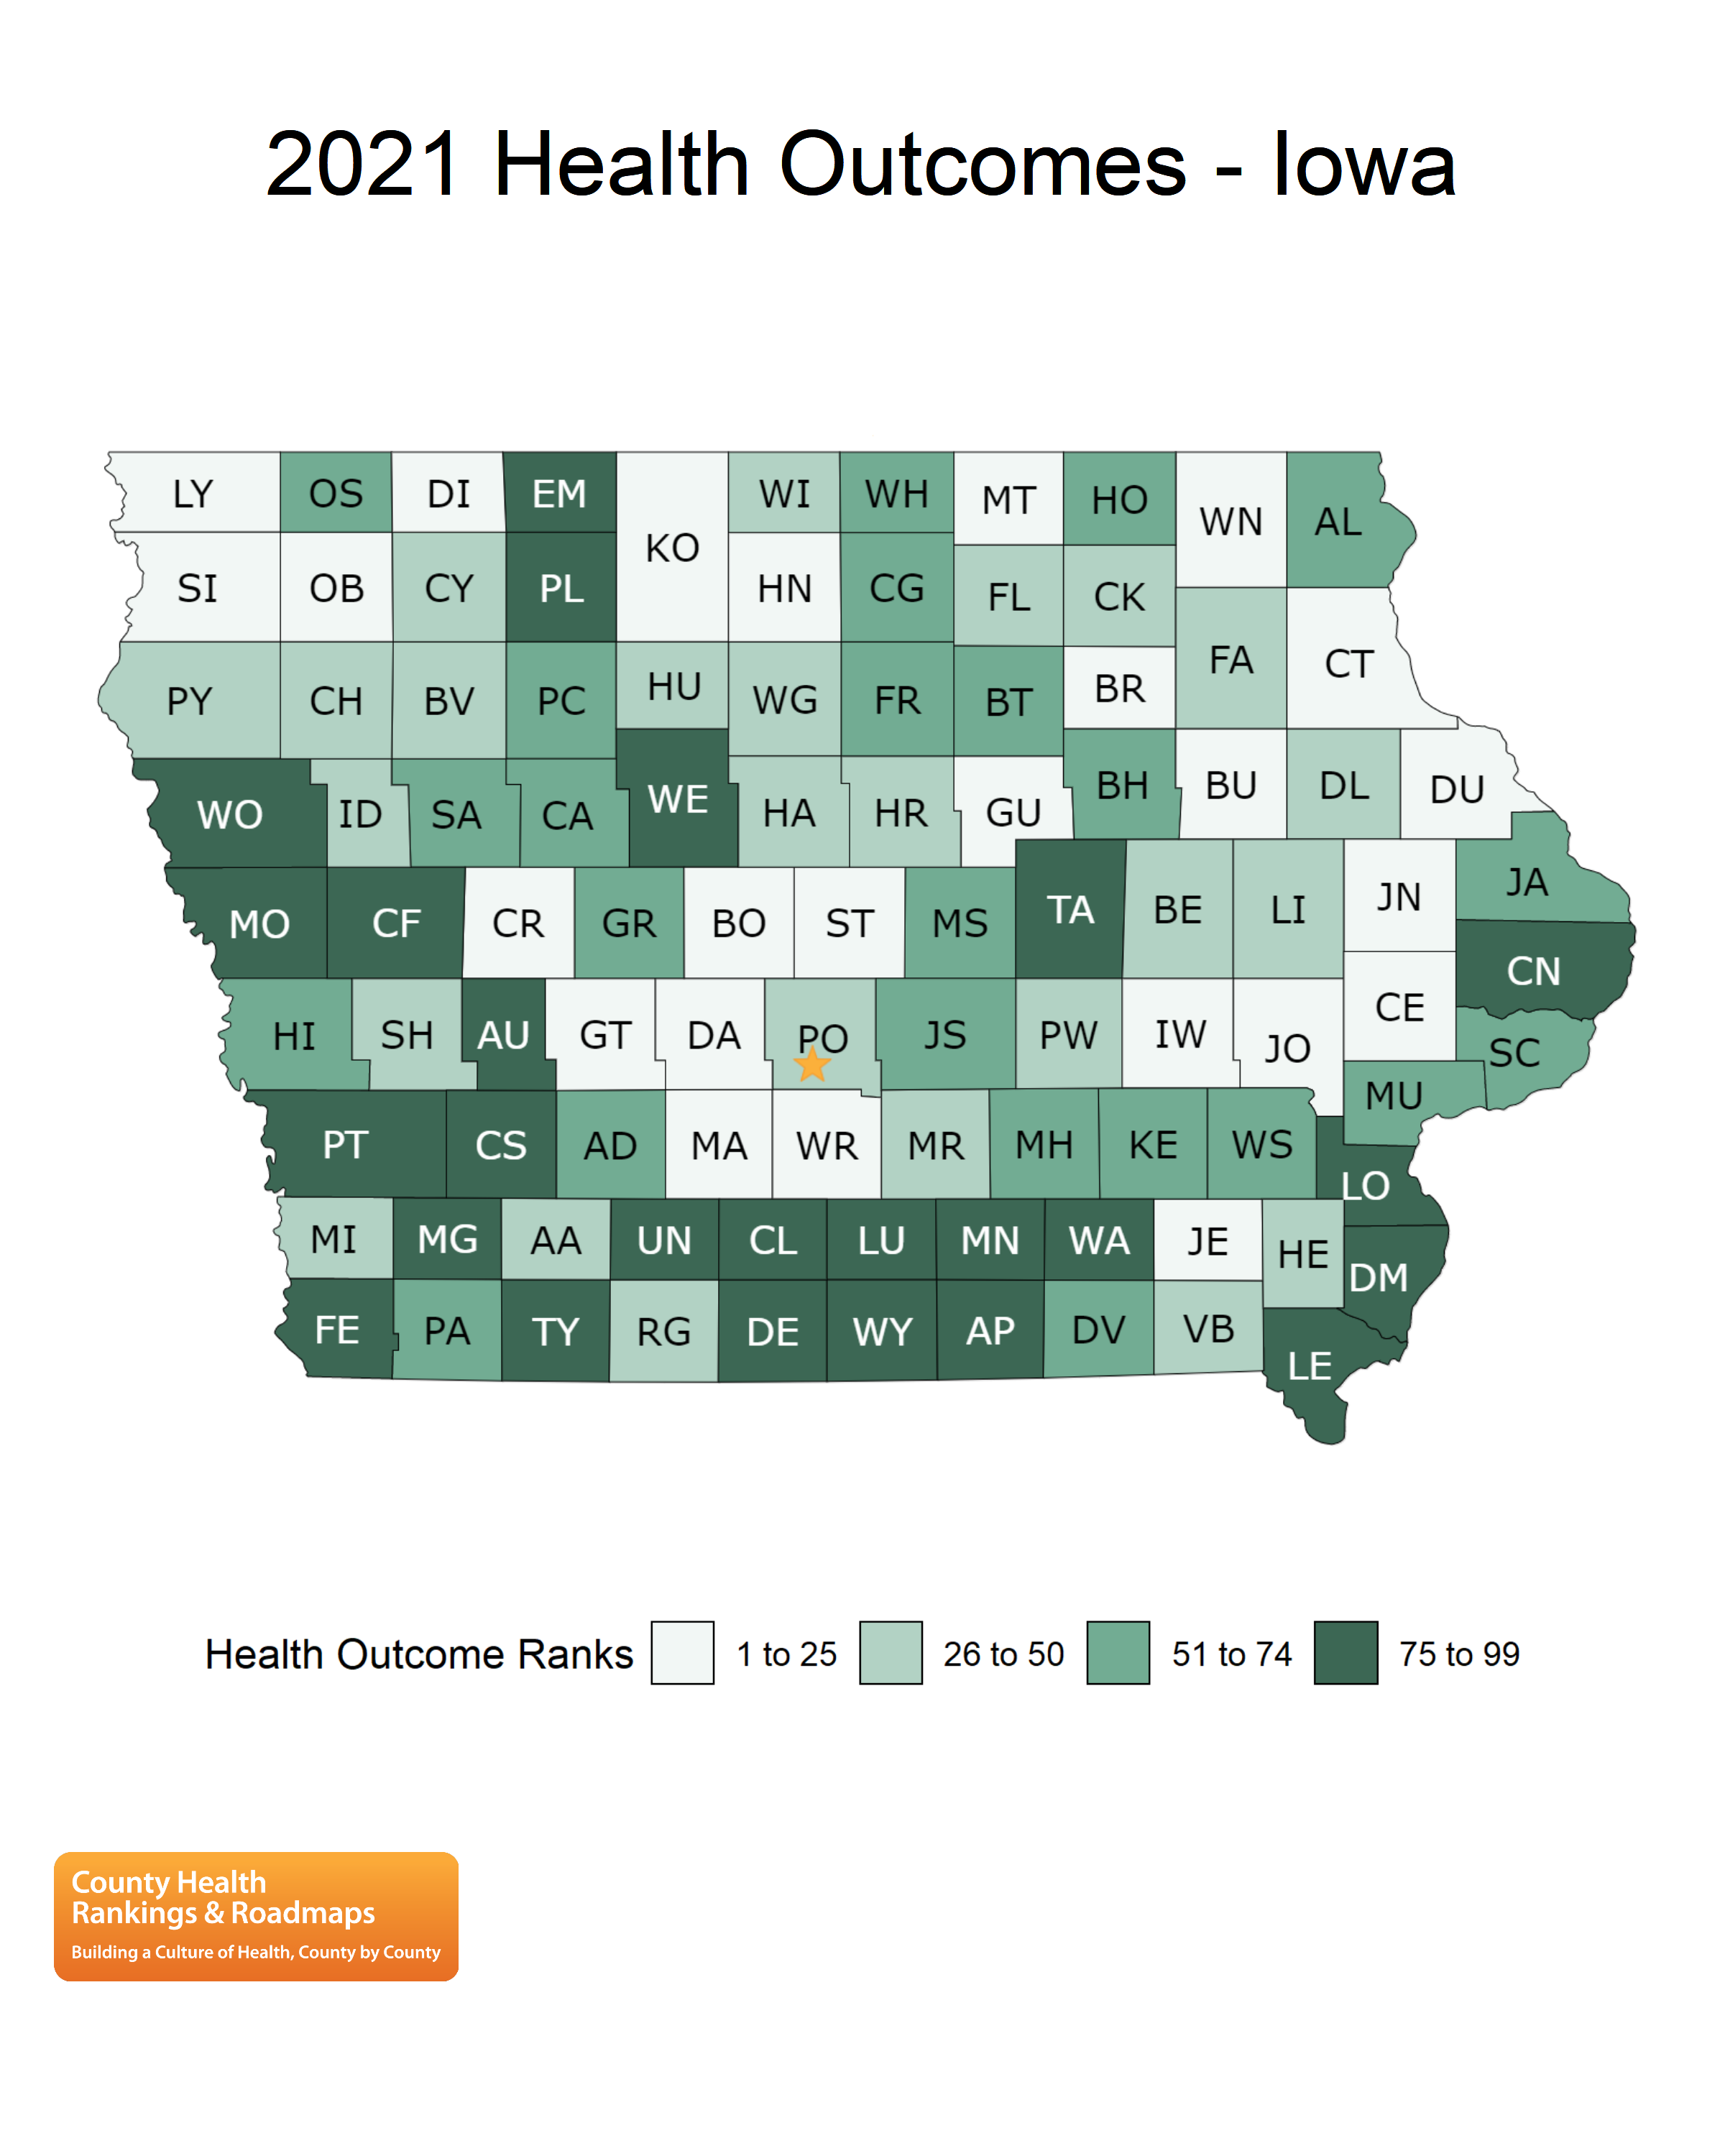 2021 Health Outcomes - Iowa
LY OS DI EM KO WI WH MT HO WN AL
SI OB CY PL HN CG FL CK
PY CH BV PC HU WG FR BT BR FA CT
WO ID SA CA WE HA HR GU BH BU DL DU
MO CF CR GR BO ST MS TA BE LI JN JA
CN
HI SH AU GT DA PO JS PW IW JO CE SC
PT CS AD MA WR MR MH KE WS MU
LO
MI MG AA UN CL LU MN WA JE HE DM
FE PA TY RG DE WY AP DV VB LE
Health Outcome Ranks 1 to 25 26 to 50 51 to 74 75 to 99
County Health
Rankings & Roadmaps
Building a Culture of Health, County by County